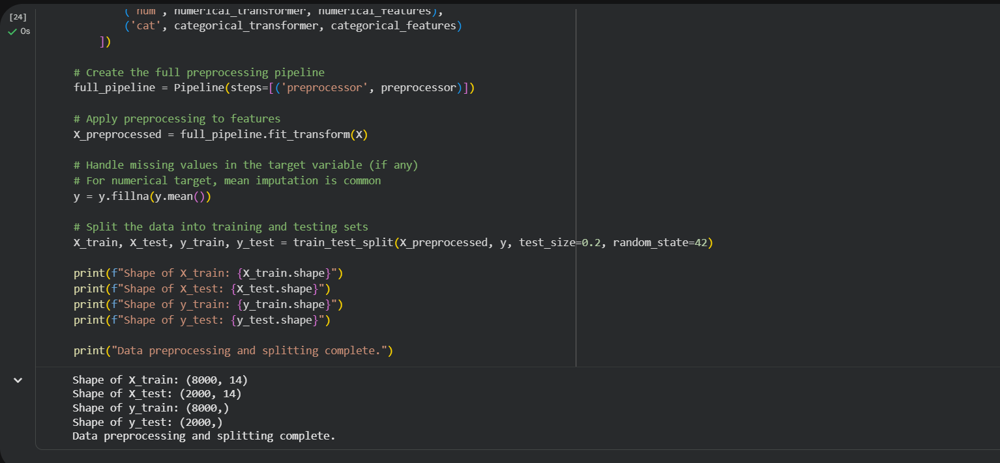 [24]
0s
('num', numerical_transformer, numerical_features),
('cat', categorical_transformer, categorical_features)
])
# Create the full preprocessing pipeline
full_pipeline = Pipeline(steps=[('preprocessor', preprocessor)])
# Apply preprocessing to features
X_preprocessed = full_pipeline.fit_transform(X)
# Handle missing values in the target variable (if any)
# For numerical target, mean imputation is common
y = y.fillna(y.mean())
# Split the data into training and testing sets
X_train, X_test, y_train, y_test = train_test_split(X_preprocessed, y, test_size=0.2, random_state=42)
print(f"Shape of X_train: {X_train.shape}")
print(f"Shape of X_test: {X_test.shape}")
print(f"Shape of y_train: {y_train.shape}")
print(f"Shape of y_test: {y_test.shape}")
print("Data preprocessing and splitting complete.")
Shape of X_train: (8000, 14)
Shape of X_test: (2000, 14)
Shape of y_train: (8000,)
Shape of y_test: (2000,)
Data preprocessing and splitting complete.